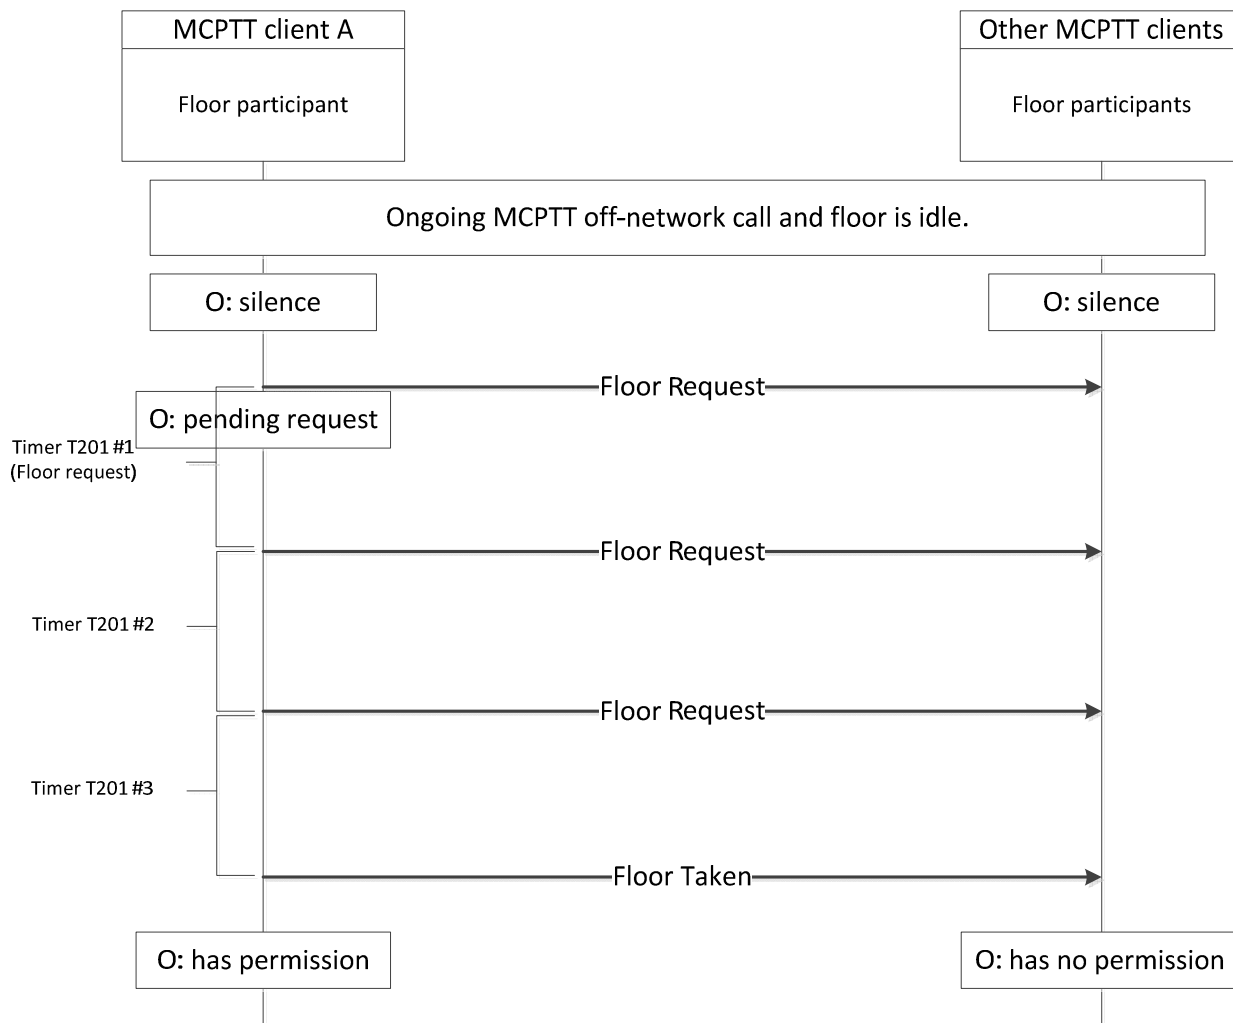 MCPTT client A
Other MCPTT clients
Floor participant
Floor participants
Ongoing MCPTT off-network call and floor is idle.
O: silence
O: silence
Floor Request
O: pending request
Timer T201 #1
(Floor request)
Floor Request
Timer T201 #2
Floor Request
Timer T201 #3
Floor Taken
O: has permission
O: has no permission